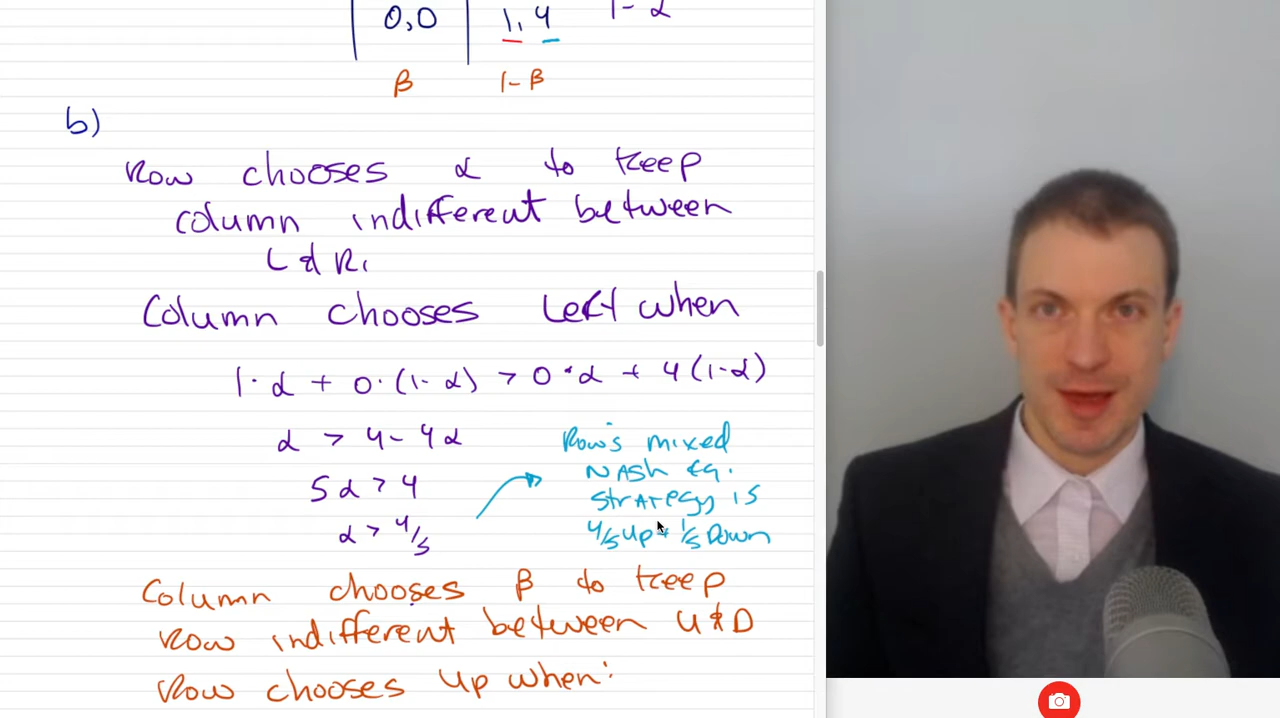 0,0 1, 4 1- α
β 1- β
b)
Row chooses α to keep
column indifferent between
L & R.
Column chooses Left when
1· α + 0· (1- α) > 0 · α + 4 (1-α)
α > 4- 4α
5α > 4
α > 4/5
Row's mixed
NASH Eq.
strategy is
4/5 Up + 1/5 Down
Column chooses β to keep
Row indifferent between U & D
Row chooses Up when: